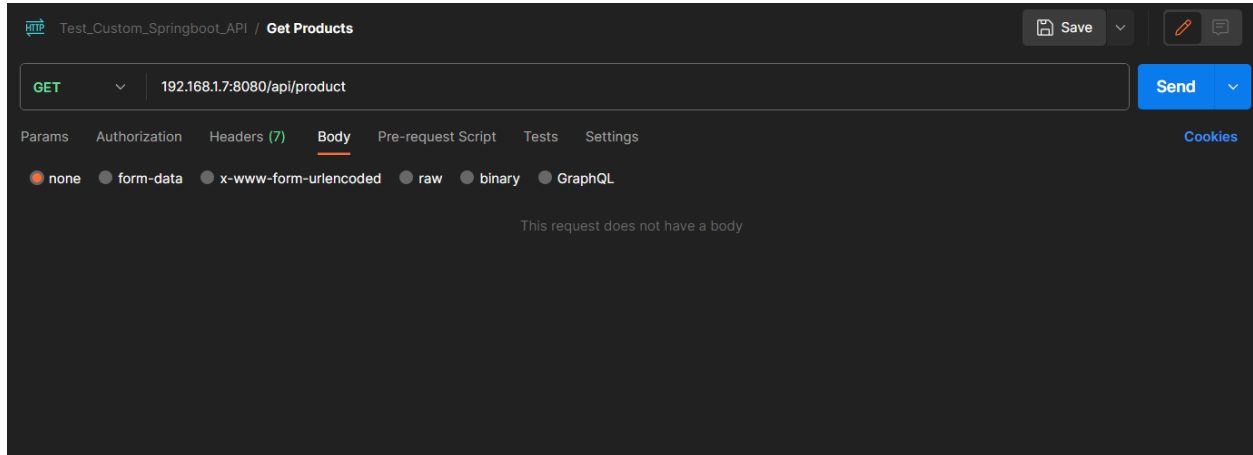 HTTP Test_Custom_Springboot_API / Get Products Save
GET 192.168.1.7:8080/api/product Send
Params Authorization Headers (7) Body Pre-request Script Tests Settings Cookies
none form-data x-www-form-urlencoded raw binary GraphQL
This request does not have a body